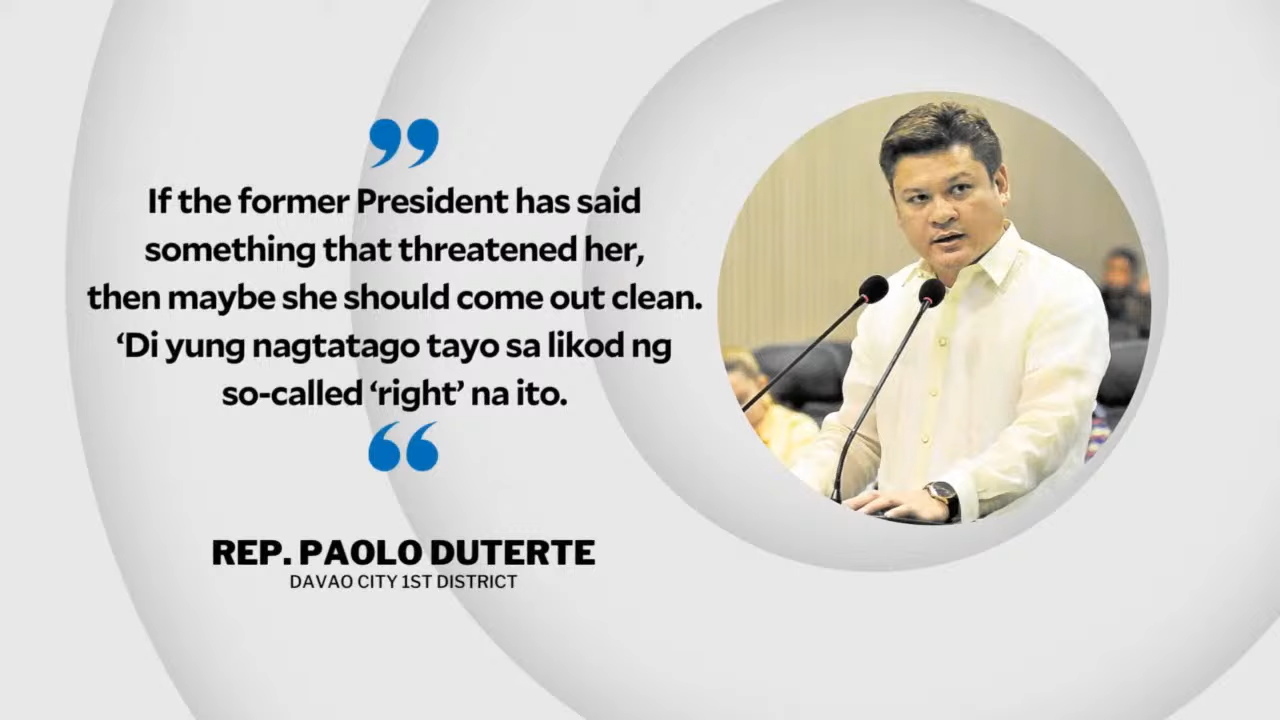 ”
If the former President has said
something that threatened her,
then maybe she should come out clean.
‘Di yung nagtatago tayo sa likod ng
so-called ‘right’ na ito.
“
REP. PAOLO DUTERTE
DAVAO CITY 1ST DISTRICT